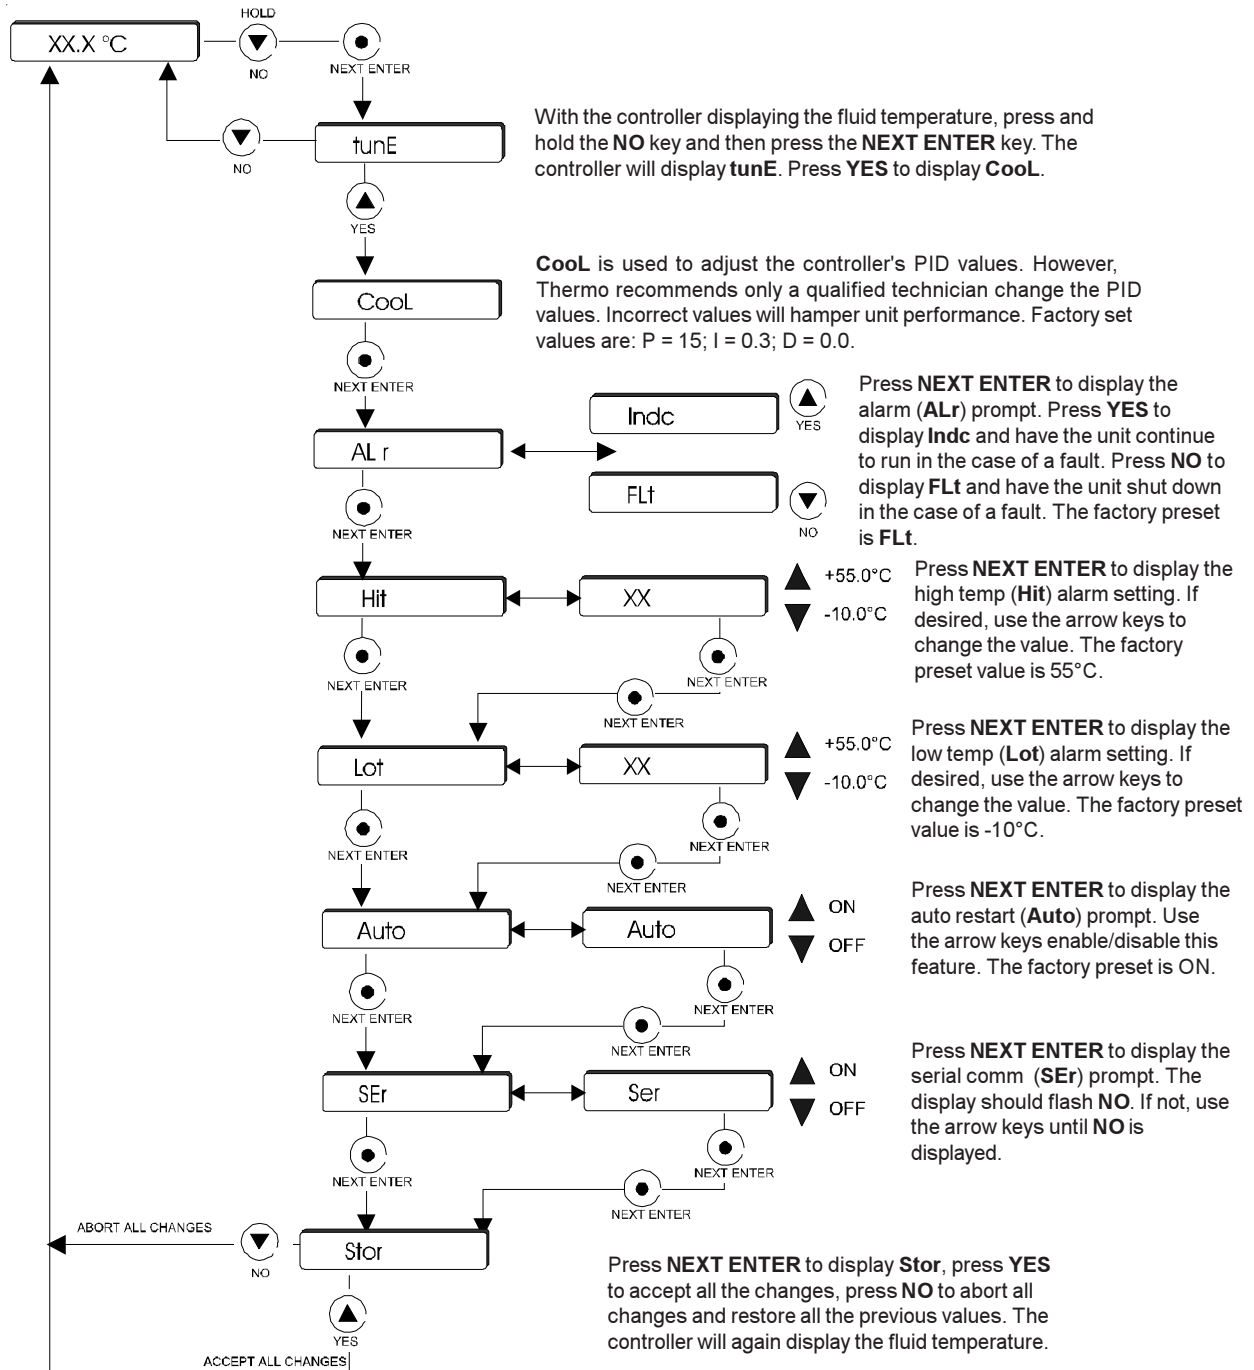 HOLD
XX.X °C
NO
NEXT ENTER
With the controller displaying the fluid temperature, press and
hold the NO key and then press the NEXT ENTER key. The
controller will display tunE. Press YES to display CooL.
tunE
NO
YES
CooL is used to adjust the controller's PID values. However,
Thermo recommends only a qualified technician change the PID
values. Incorrect values will hamper unit performance. Factory set
values are: P = 15; I = 0.3; D = 0.0.
CooL
NEXT ENTER
Press NEXT ENTER to display the
alarm (ALr) prompt. Press YES to
display Indc and have the unit continue
to run in the case of a fault. Press NO to
display FLt and have the unit shut down
in the case of a fault. The factory preset
is FLt.
Indc
YES
AL r
FLt
NO
NEXT ENTER
Press NEXT ENTER to display the
high temp (Hit) alarm setting. If
desired, use the arrow keys to
change the value. The factory
preset value is 55°C.
Hit
XX
+55.0°C
-10.0°C
NEXT ENTER
NEXT ENTER
NEXT ENTER
Press NEXT ENTER to display the
low temp (Lot) alarm setting. If
desired, use the arrow keys to
change the value. The factory preset
value is -10°C.
Lot
XX
+55.0°C
-10.0°C
NEXT ENTER
NEXT ENTER
NEXT ENTER
Press NEXT ENTER to display the
auto restart (Auto) prompt. Use
the arrow keys enable/disable this
feature. The factory preset is ON.
Auto
Auto
ON
OFF
NEXT ENTER
NEXT ENTER
NEXT ENTER
Press NEXT ENTER to display the
serial comm (SEr) prompt. The
display should flash NO. If not, use
the arrow keys until NO is
displayed.
SEr
Ser
ON
OFF
NEXT ENTER
NEXT ENTER
NEXT ENTER
ABORT ALL CHANGES
NO
Stor
Press NEXT ENTER to display Stor, press YES
to accept all the changes, press NO to abort all
changes and restore all the previous values. The
controller will again display the fluid temperature.
YES
ACCEPT ALL CHANGES